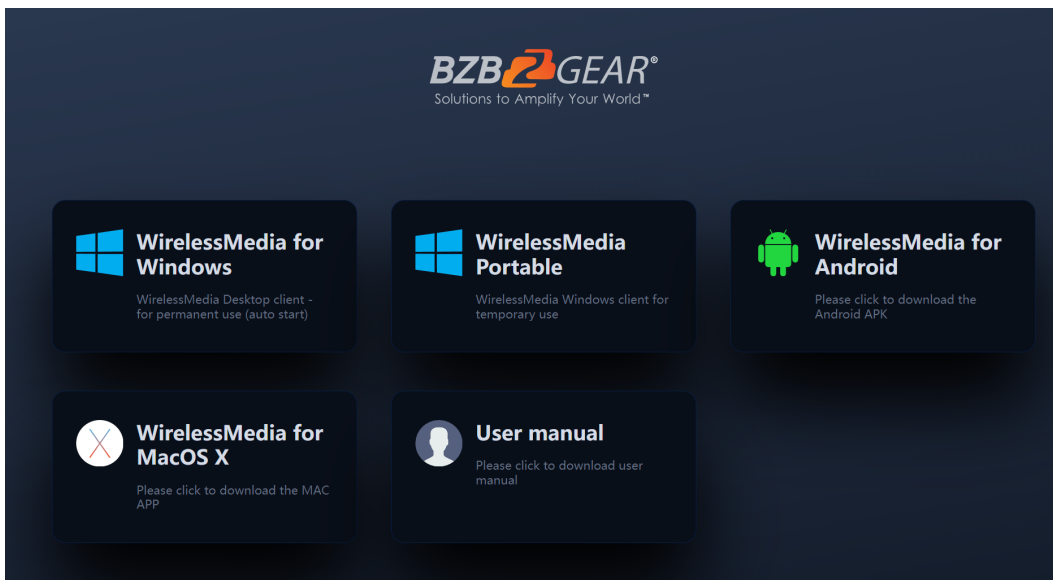 BZBGEAR®
Solutions to Amplify Your World™
WirelessMedia for
Windows
WirelessMedia Desktop client -
for permanent use (auto start)
WirelessMedia
Portable
WirelessMedia Windows client for
temporary use
WirelessMedia for
Android
Please click to download the
Android APK
WirelessMedia for
MacOS X
Please click to download the MAC
APP
User manual
Please click to download user
manual